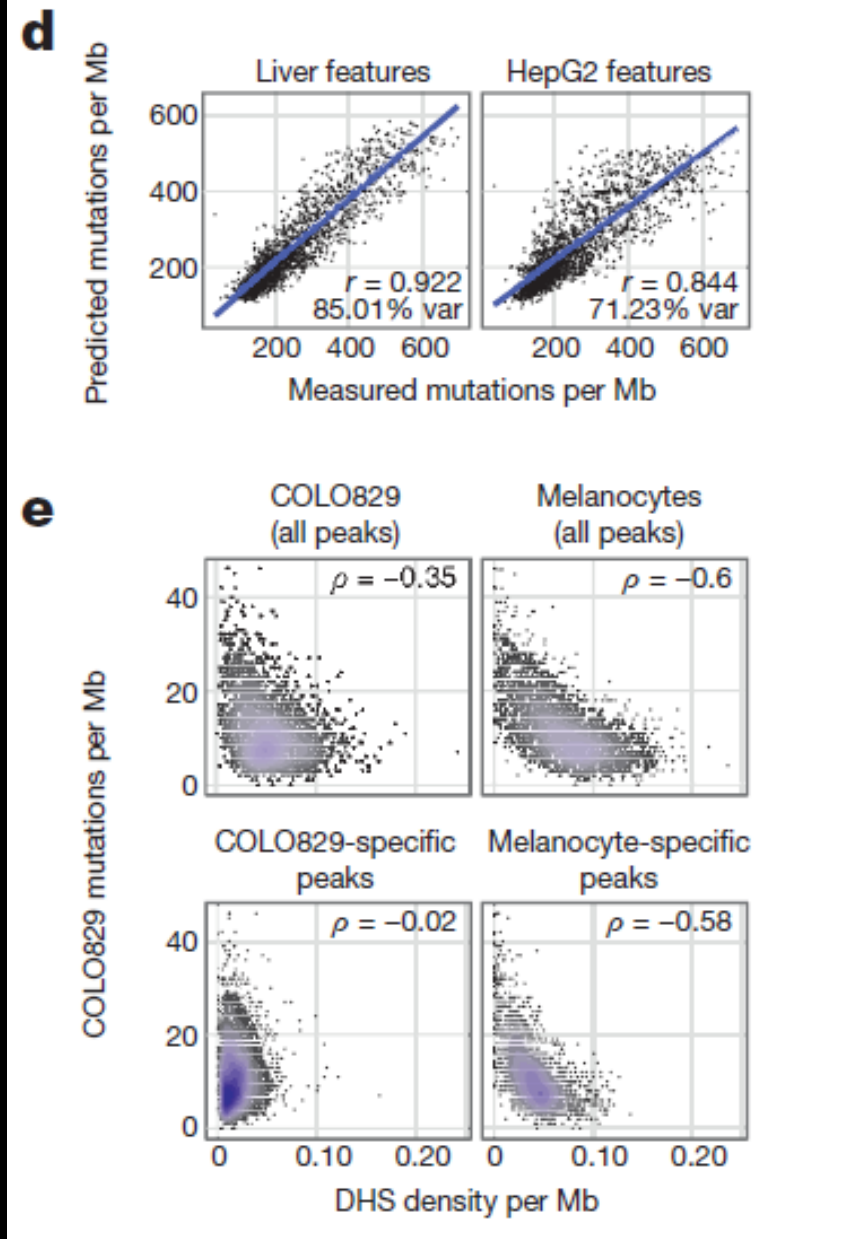 d
Liver features
HepG2 features
Predicted mutations per Mb
600
400
200
r = 0.922
85.01% var
r = 0.844
71.23% var
200 400 600
200 400 600
Measured mutations per Mb
e
COLO829
(all peaks)
Melanocytes
(all peaks)
COLO829 mutations per Mb
40
20
0
ρ = −0.35
ρ = −0.6
COLO829-specific
peaks
Melanocyte-specific
peaks
40
20
0
ρ = −0.02
ρ = −0.58
0 0.10 0.20
0 0.10 0.20
DHS density per Mb